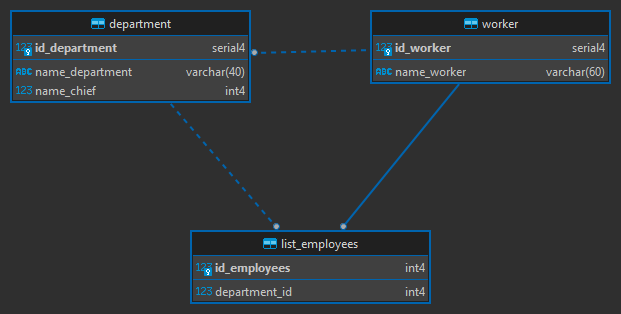 department
123 id_department serial4
ABC name_department varchar(40)
123 name_chief int4
worker
123 id_worker serial4
ABC name_worker varchar(60)
list_employees
123 id_employees int4
123 department_id int4